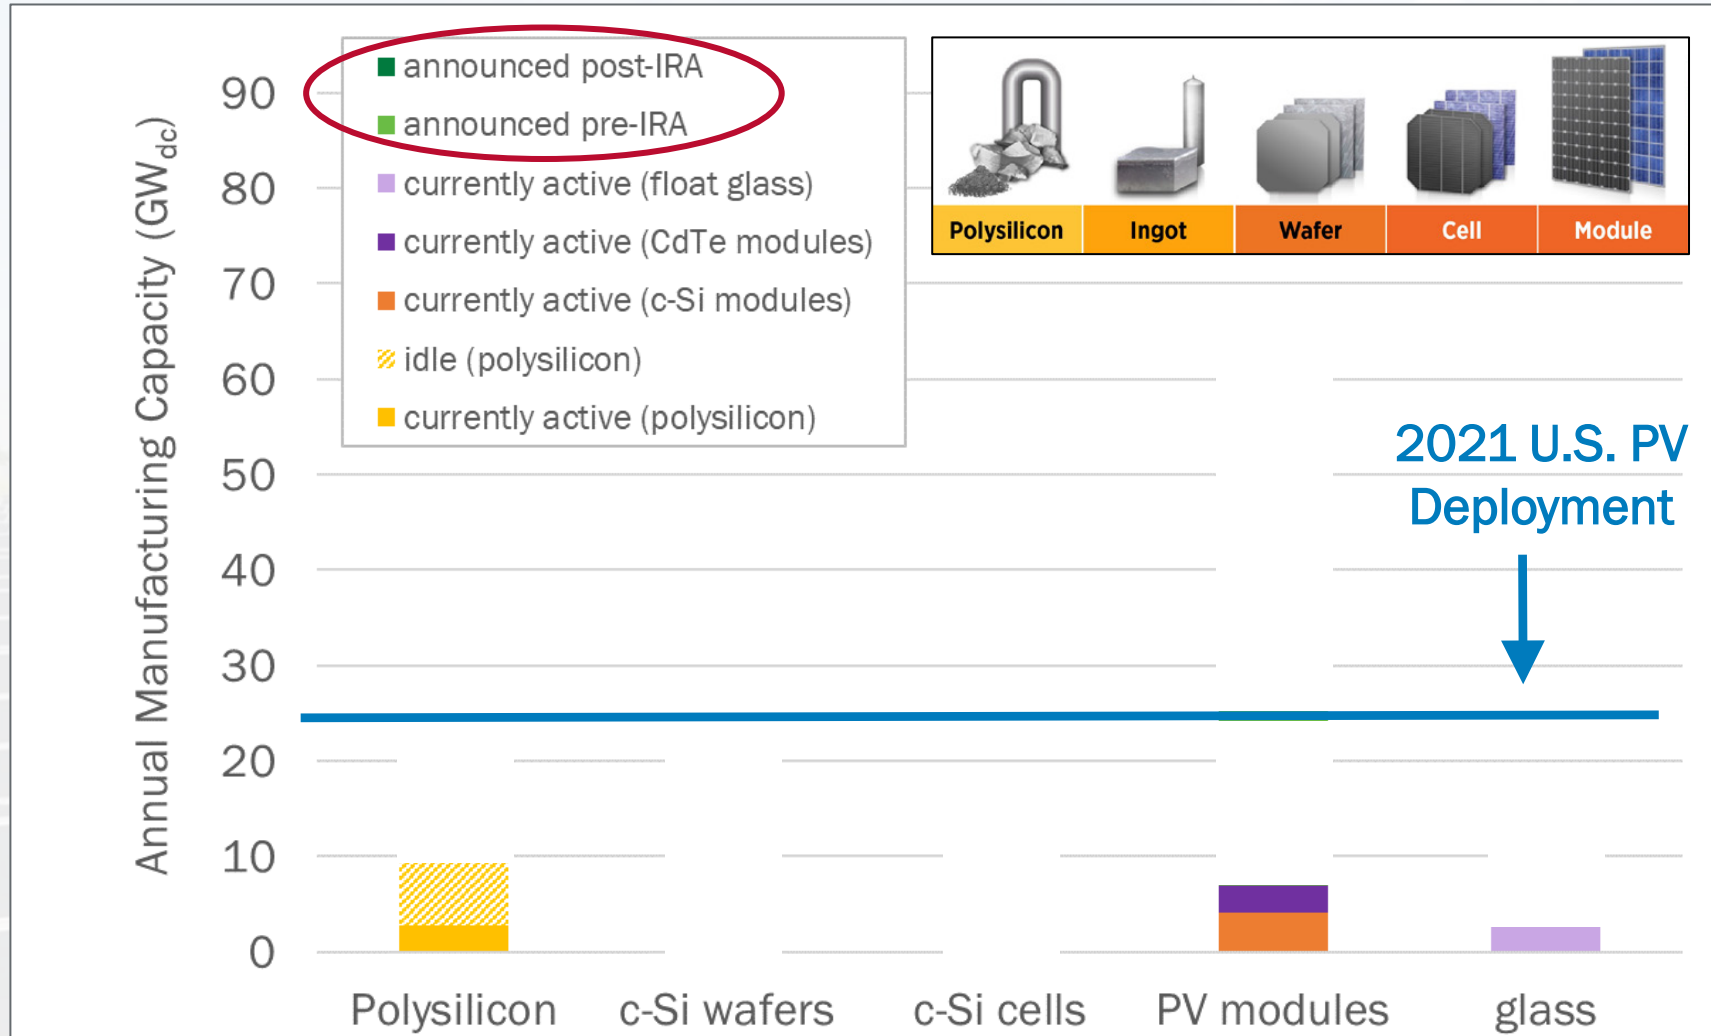 announced post-IRA
announced pre-IRA
currently active (float glass)
currently active (CdTe modules)
currently active (c-Si modules)
idle (polysilicon)
currently active (polysilicon)
Polysilicon
Ingot
Wafer
Cell
Module
Annual Manufacturing Capacity (GWdc)
90
80
70
60
50
40
30
20
10
0
2021 U.S. PV
Deployment
Polysilicon
c-Si wafers
c-Si cells
PV modules
glass